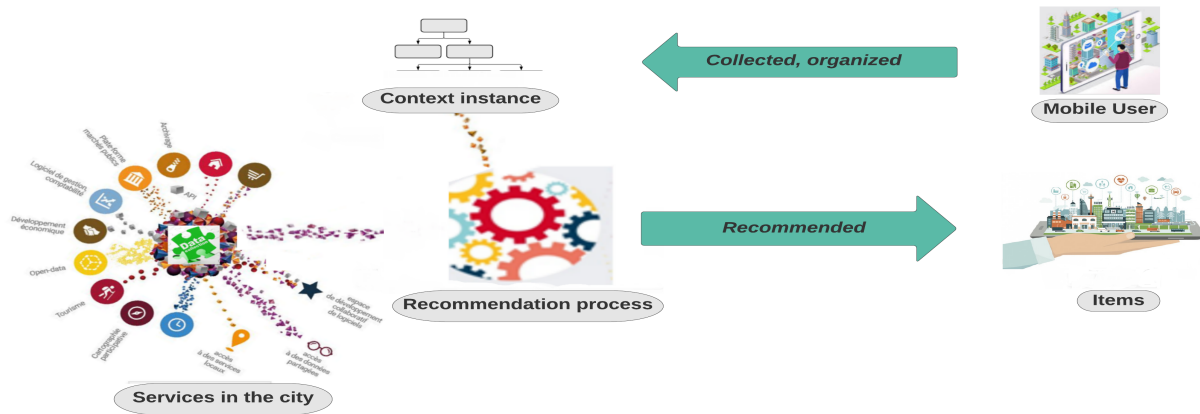 Collected, organized
Context instance
Mobile User
Archivage
Plate-forme
marchés publics
API
Logiciel de gestion,
comptabilité
Développement
économique
Data
Open-data
Tourisme
Cartographie
participative
accès
à des services
locaux
accès
à des données
partagées
espace
de développement
collaboratif
de logiciels
Recommended
Recommendation process
Items
Services in the city